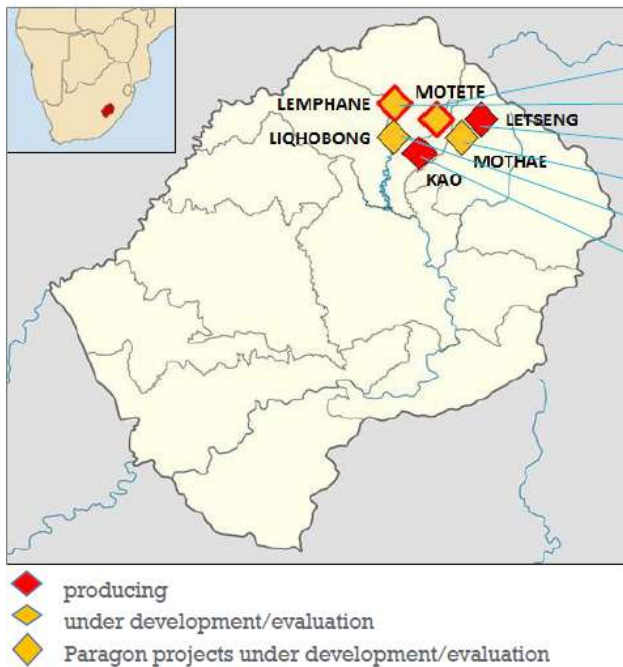 MOTETE
LEMPHANE
LETSENG
LIQHOBONG
MOTHAE
KAO
producing
under development/evaluation
Paragon projects under development/evaluation